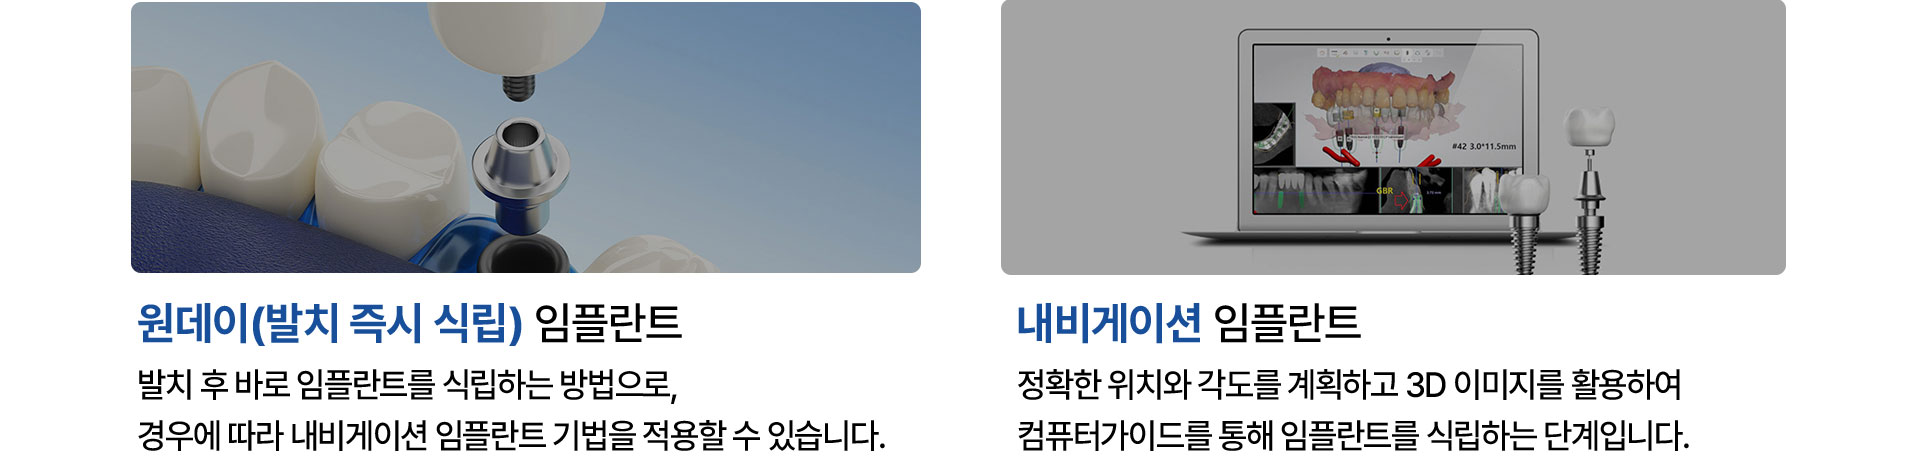 #42 3.0*11.5mm
GBR
원데이(발치 즉시 식립) 임플란트
발치 후 바로 임플란트를 식립하는 방법으로,
경우에 따라 내비게이션 임플란트 기법을 적용할 수 있습니다.
내비게이션 임플란트
정확한 위치와 각도를 계획하고 3D 이미지를 활용하여
컴퓨터가이드를 통해 임플란트를 식립하는 단계입니다.